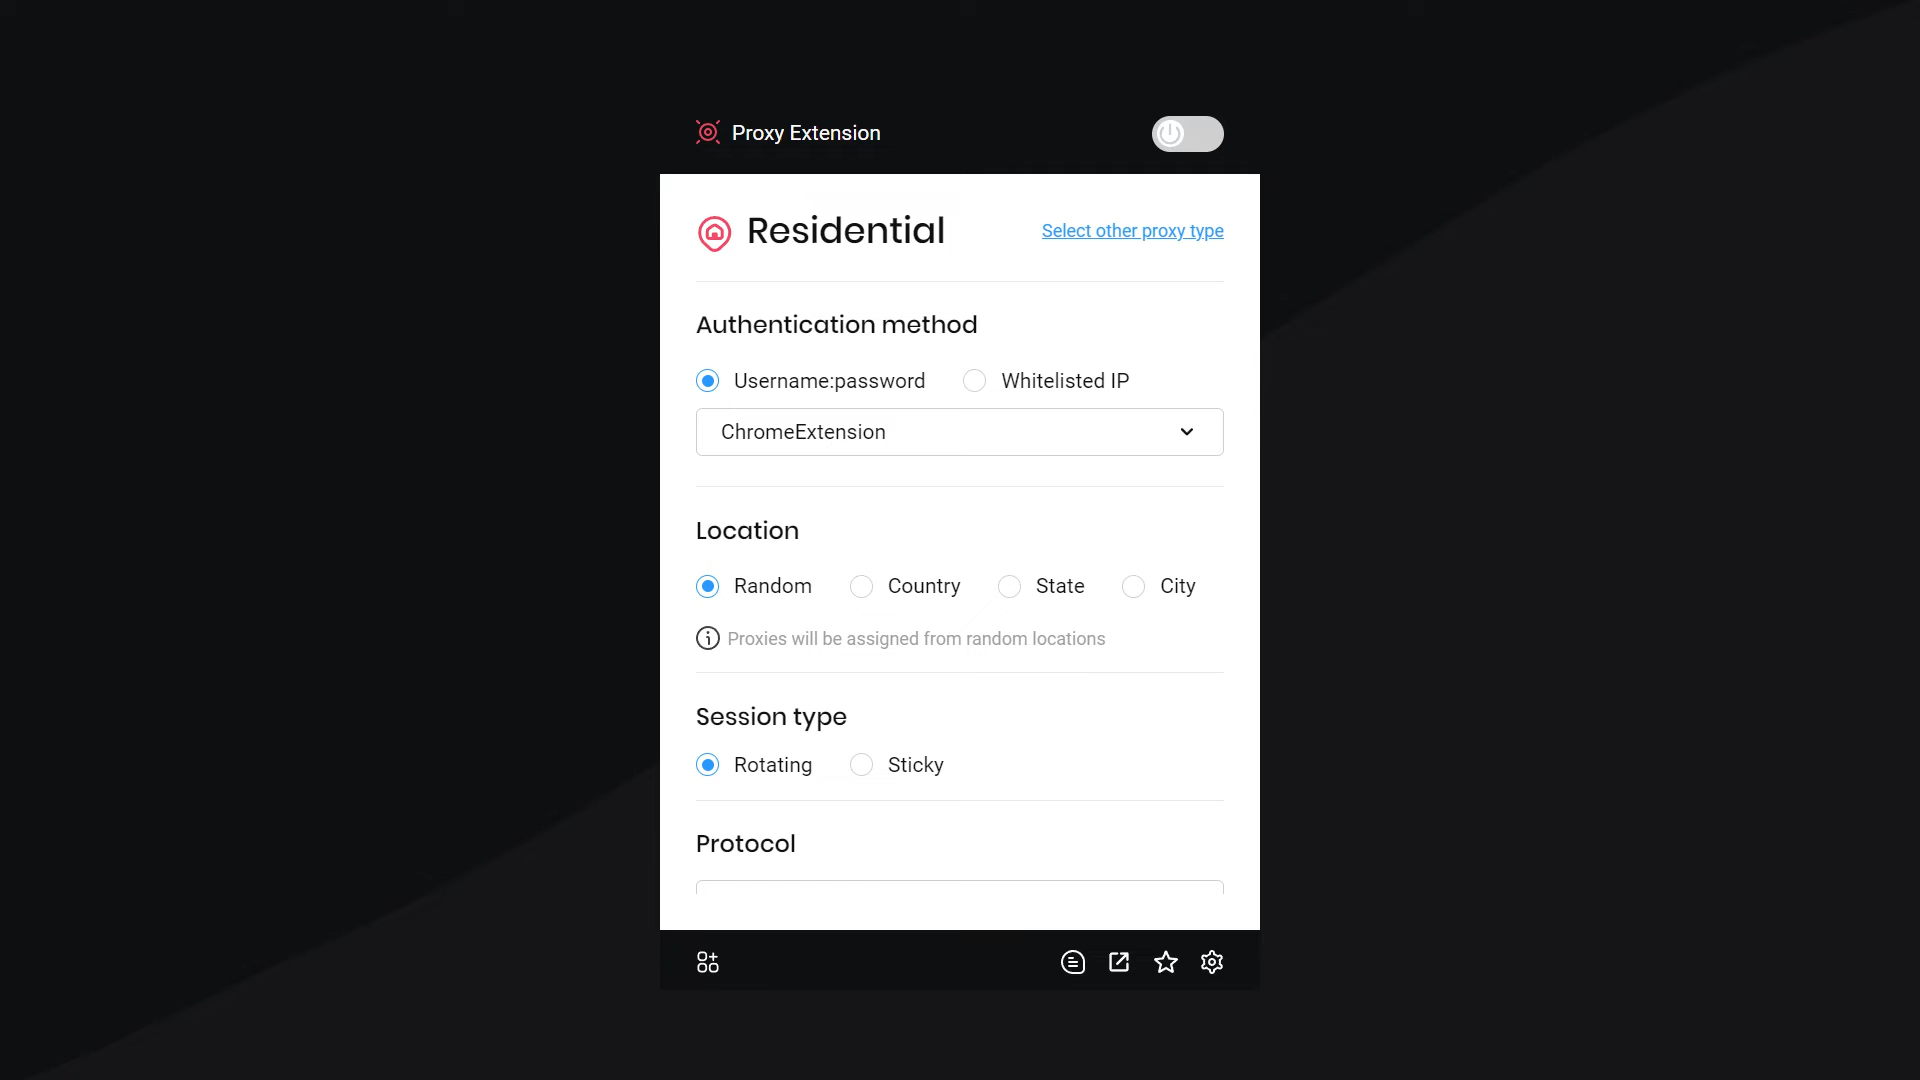 Proxy Extension
Residential
Select other proxy type
Authentication method
Username:password
Whitelisted IP
ChromeExtension
Location
Random
Country
State
City
Proxies will be assigned from random locations
Session type
Rotating
Sticky
Protocol